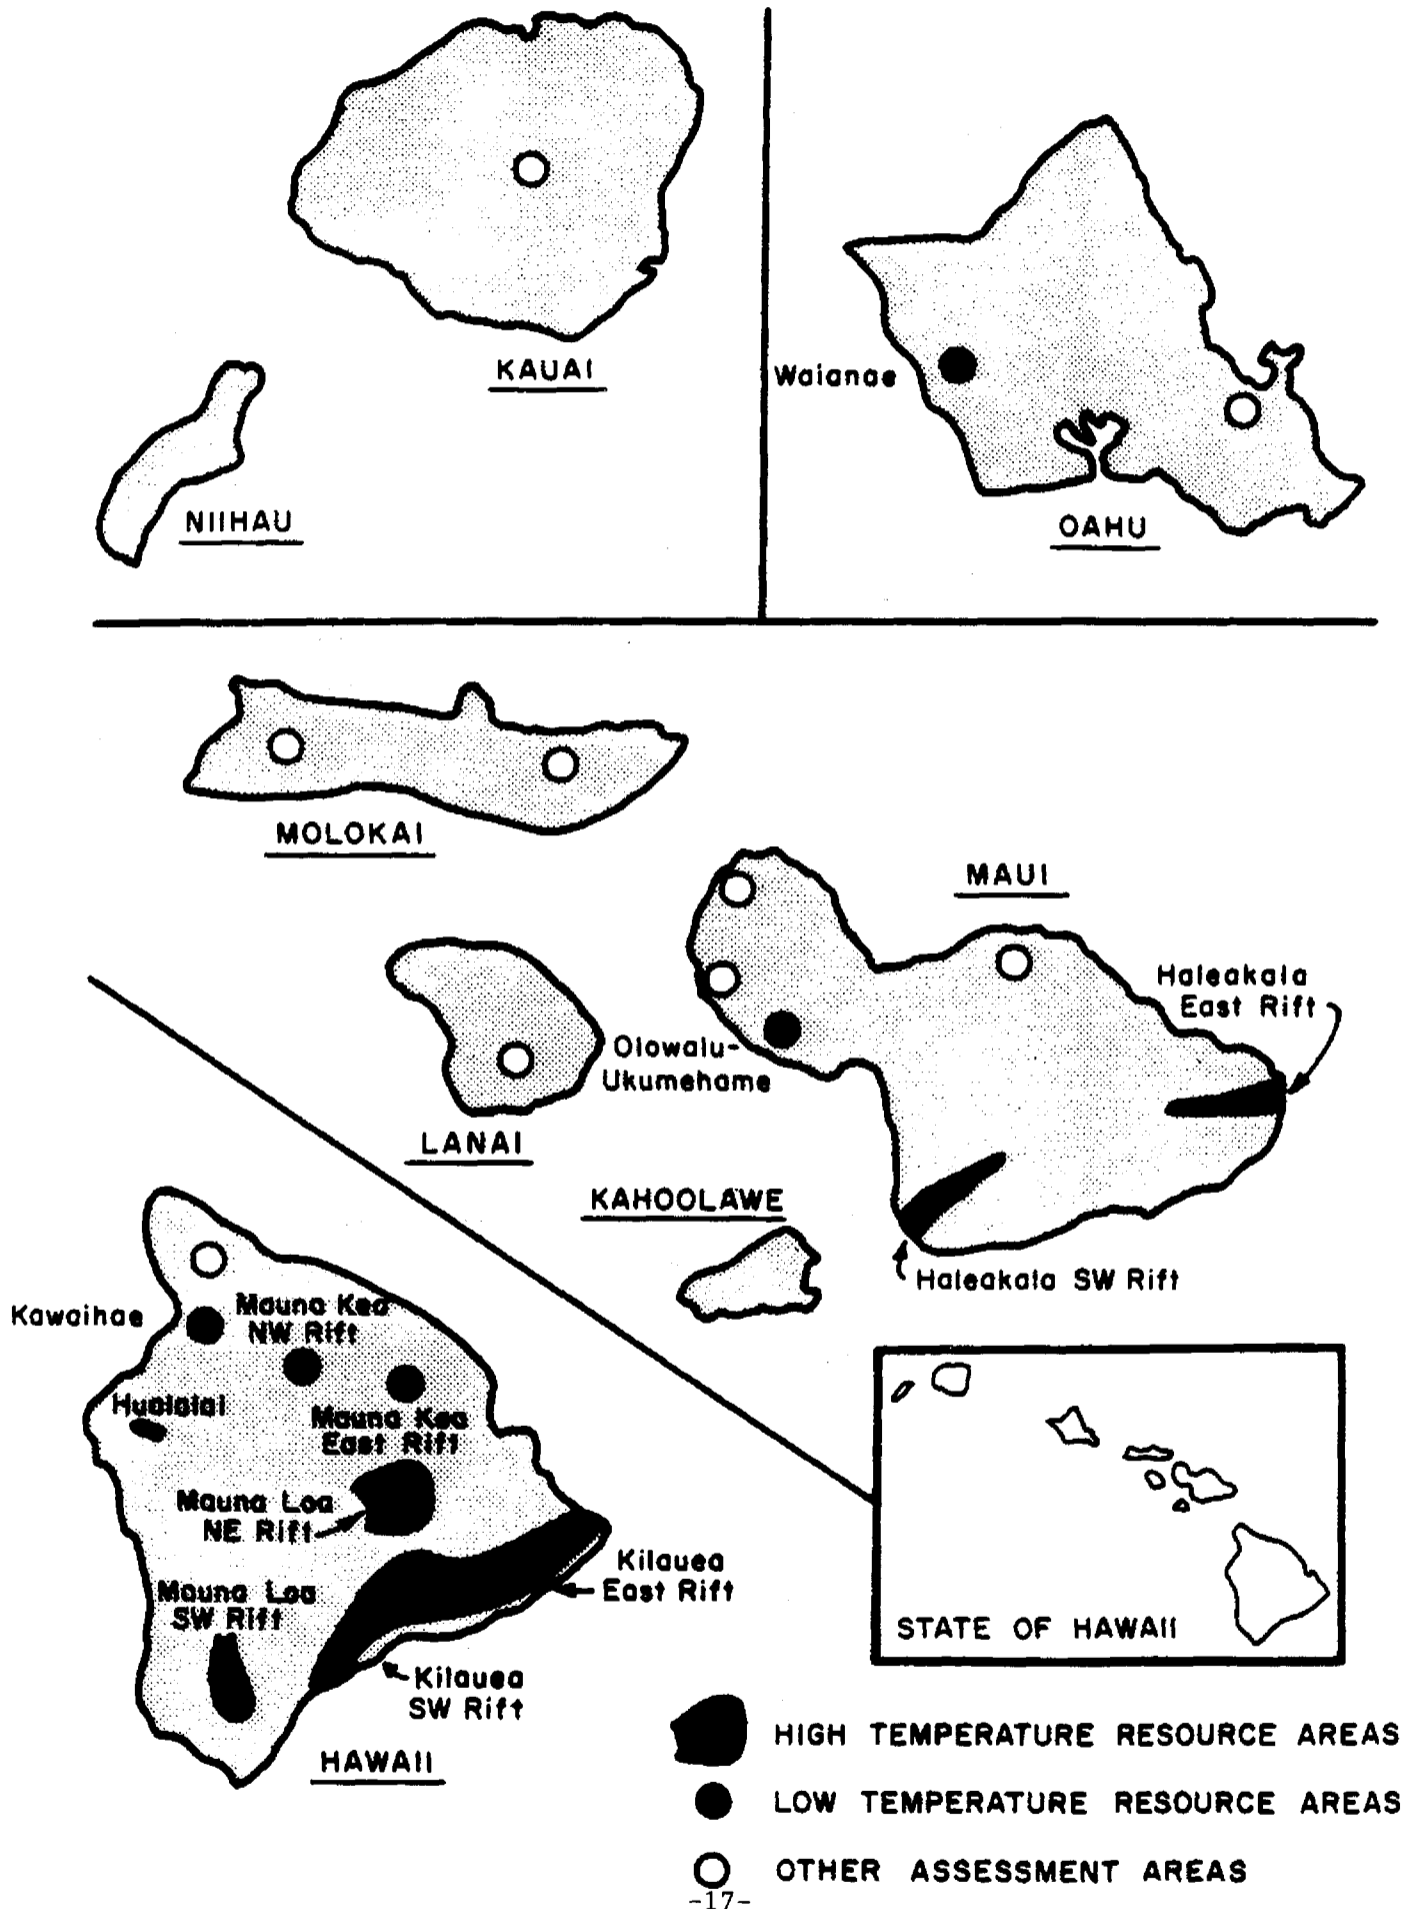 KAUAI
Waianae
NIIHAU
OAHU
MOLOKAI
MAUI
Haleakala
East Rift
Olowalu-
Ukumehame
LANAI
KAHOOLAWE
Haleakala SW Rift
Kawaihae
Mauna Kea
NW Rift
Hualalai
Mauna Kea
East Rift
Mauna Loa
NE Rift
Kilauea
East Rift
Mauna Loa
SW Rift
Kilauea
SW Rift
HAWAII
STATE OF HAWAII
HIGH TEMPERATURE RESOURCE AREAS
LOW TEMPERATURE RESOURCE AREAS
OTHER ASSESSMENT AREAS
-17-